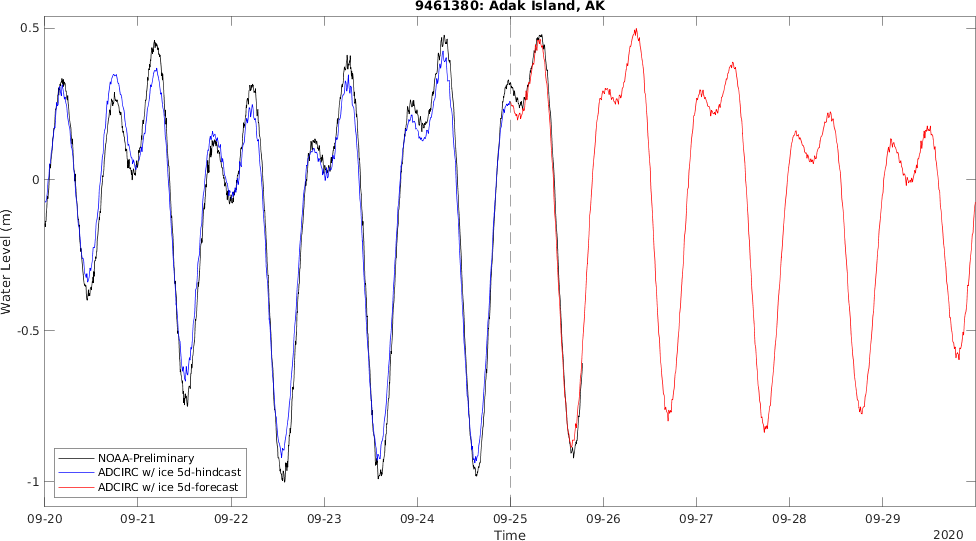 9461380: Adak Island, AK
0.5
0
-0.5
-1
Water Level (m)
NOAA-Preliminary
ADCIRC w/ ice 5d-hindcast
ADCIRC w/ ice 5d-forecast
09-20 09-21 09-22 09-23 09-24 09-25 09-26 09-27 09-28 09-29
Time
2020